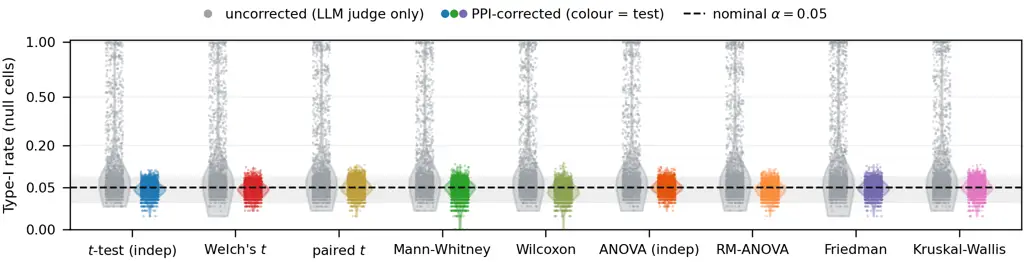 uncorrected (LLM judge only) PPI-corrected (colour = test) nominal α = 0.05
Type-I rate (null cells)
1.00
0.50
0.20
0.05
0.00
t-test (indep) Welch's t paired t Mann-Whitney Wilcoxon ANOVA (indep) RM-ANOVA Friedman Kruskal-Wallis